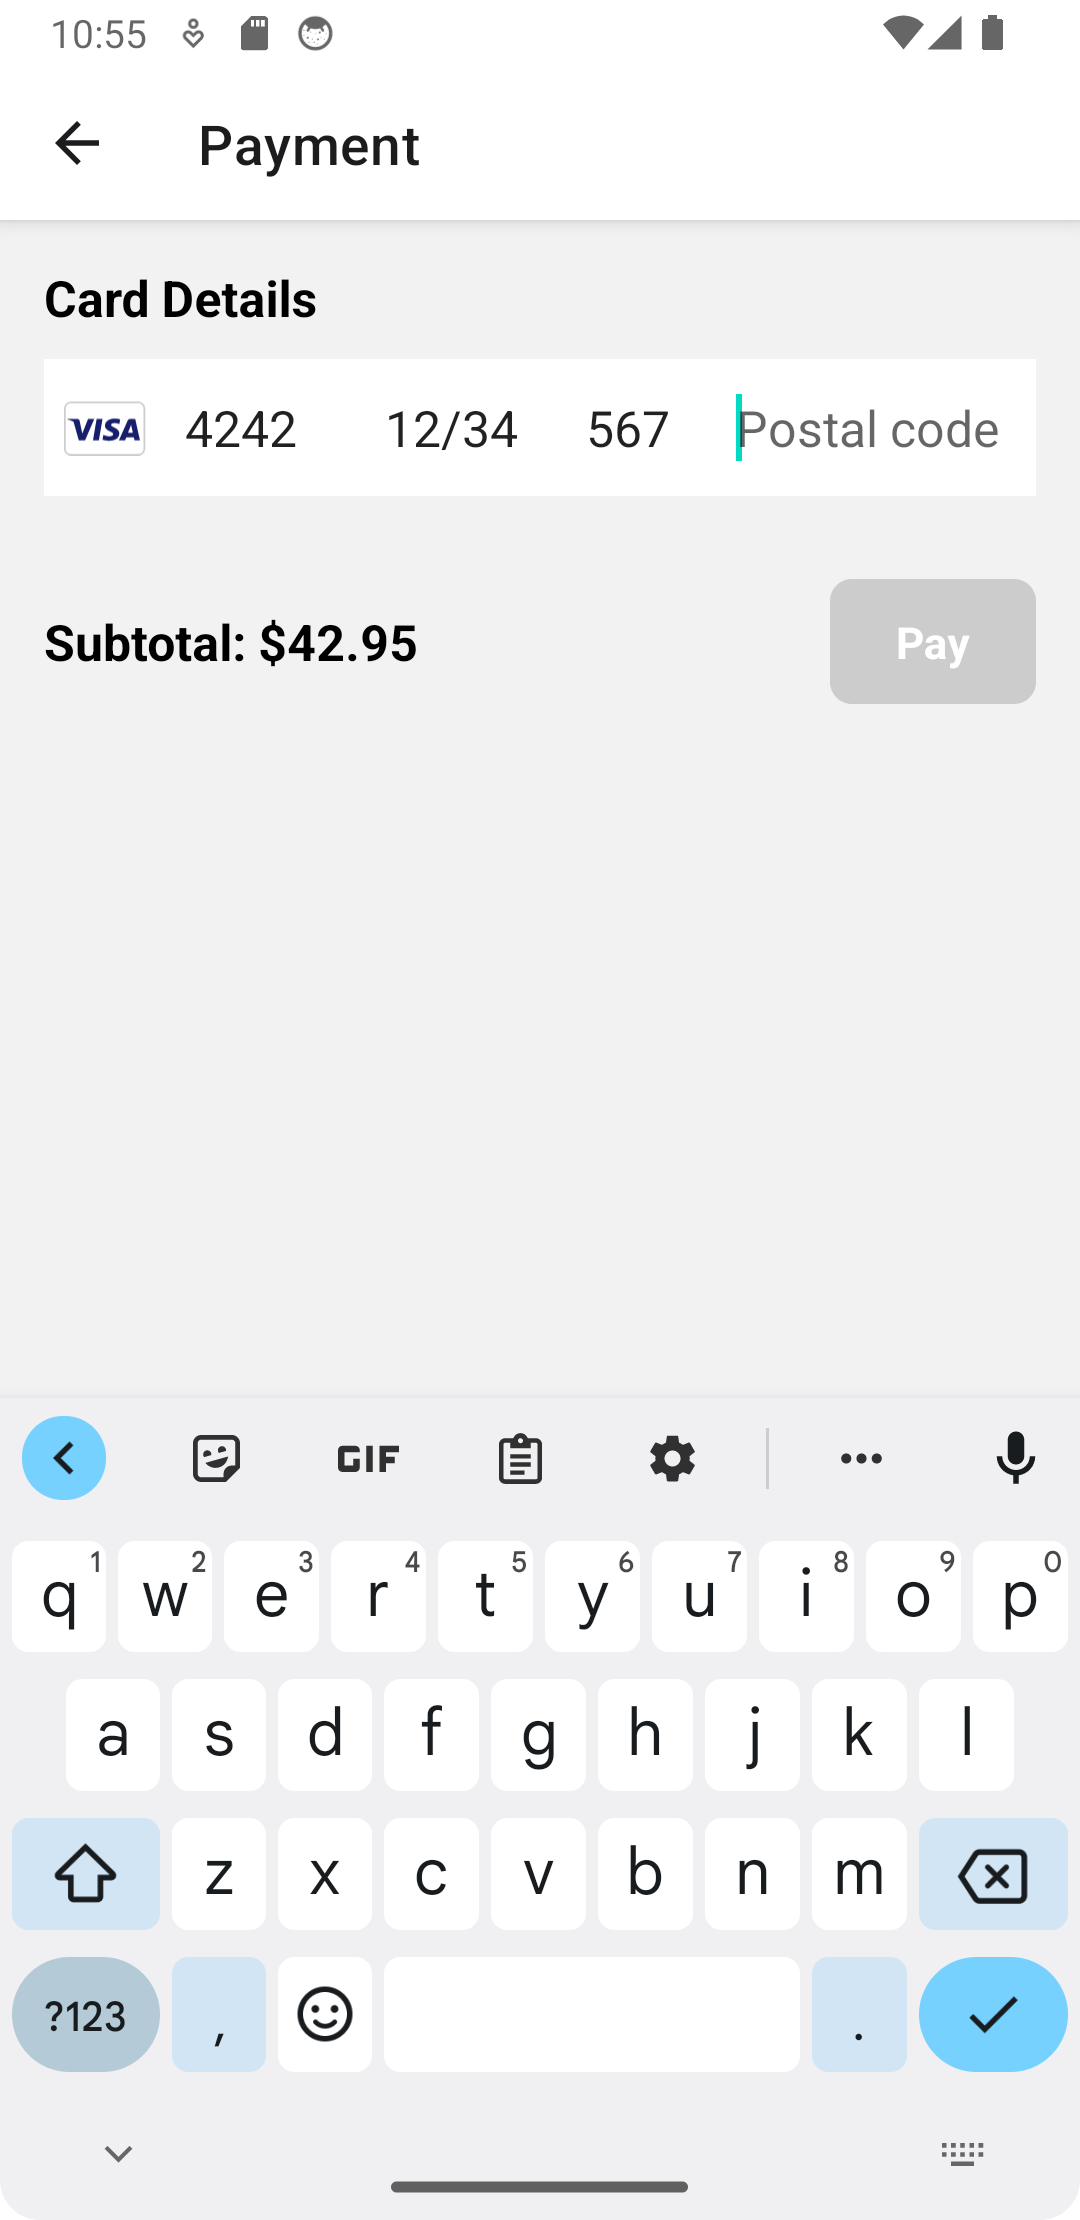 10:55
Payment
Card Details
VISA 4242 12/34 567 Postal code
Subtotal: $42.95 Pay
GIF
q 1 w 2 e 3 r 4 t 5 y 6 u 7 i 8 o 9 p 0
a s d f g h j k l
z x c v b n m
?123 , .